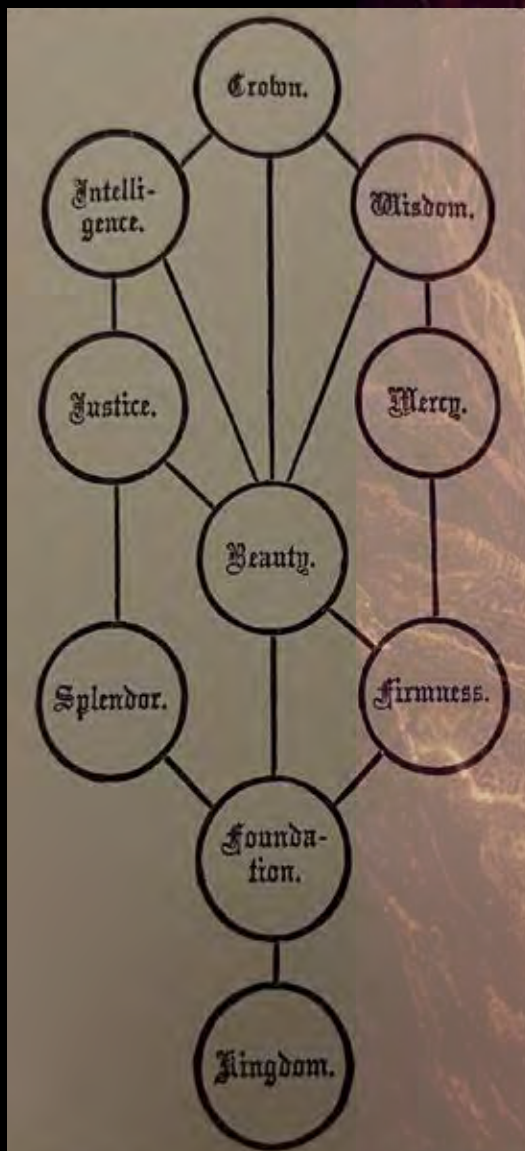 Crown.
Intelli-
gence.
Wisdom.
Justice.
Mercy.
Beauty.
Splendor.
Firmness.
Founda-
tion.
Kingdom.